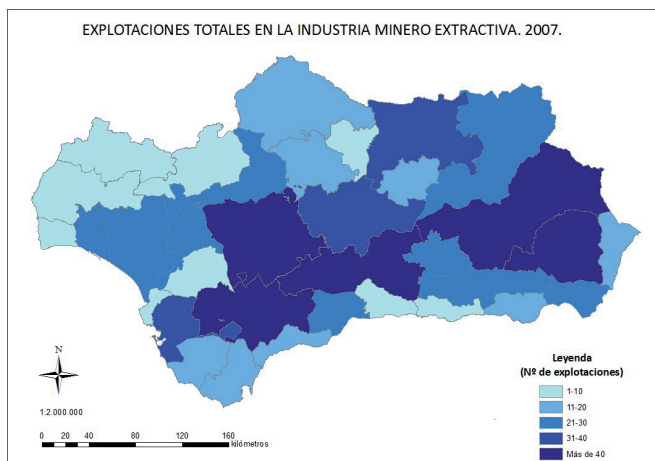 EXPLOTACIONES TOTALES EN LA INDUSTRIA MINERO EXTRACTIVA. 2007.
N
1:2.000.000
0 20 40 80 120 160
kilómetros
Leyenda
(Nº de explotaciones)
1-10
11-20
21-30
31-40
Más de 40